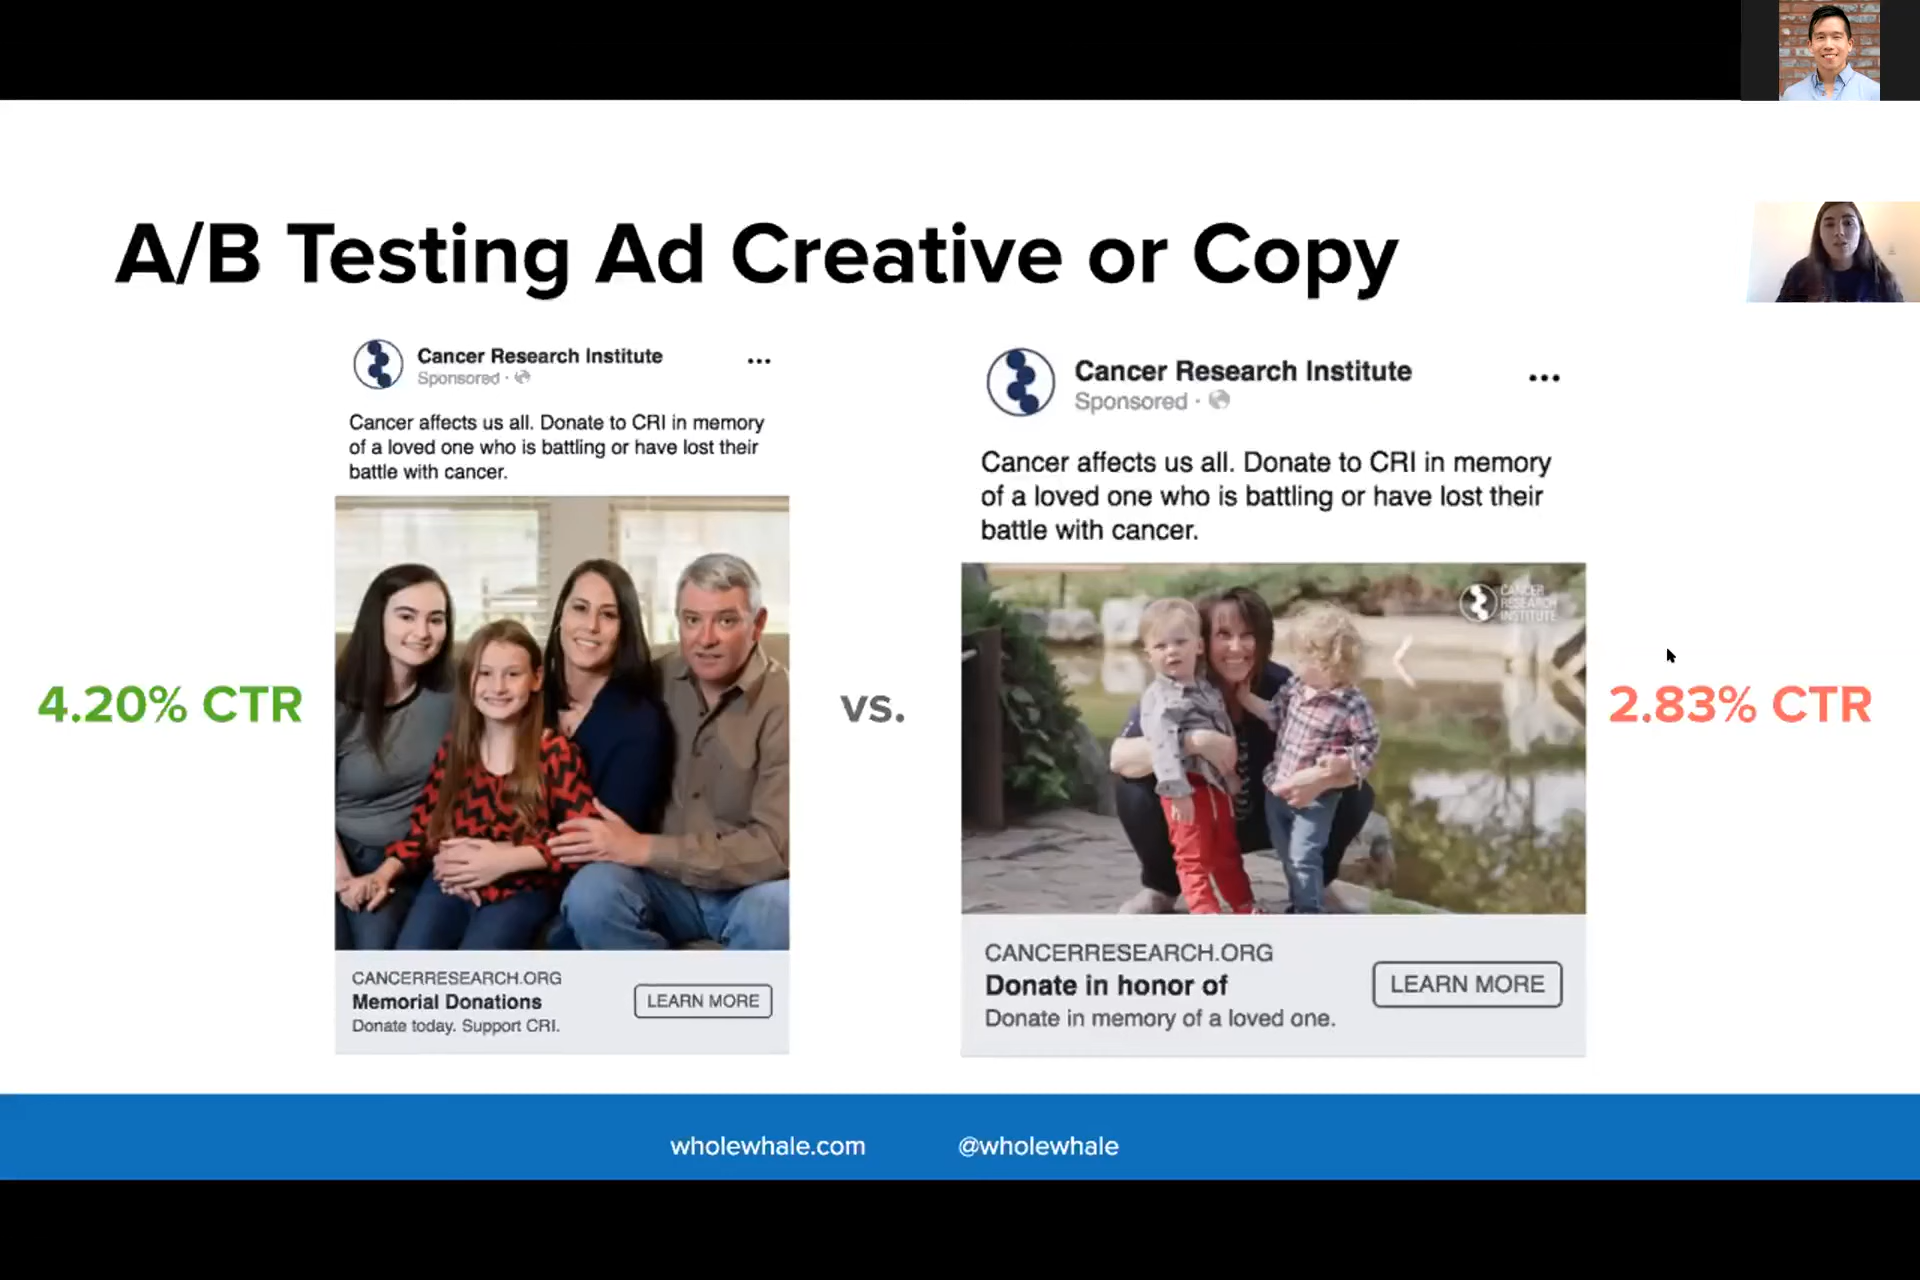 A/B Testing Ad Creative or Copy
Cancer Research Institute
Sponsored ·
Cancer affects us all. Donate to CRI in memory
of a loved one who is battling or have lost their
battle with cancer.
CANCERRESEARCH.ORG
Memorial Donations
Donate today. Support CRI.
LEARN MORE
4.20% CTR
vs.
Cancer Research Institute
Sponsored ·
Cancer affects us all. Donate to CRI in memory
of a loved one who is battling or have lost their
battle with cancer.
CANCER
RESEARCH
INSTITUTE
CANCERRESEARCH.ORG
Donate in honor of
Donate in memory of a loved one.
LEARN MORE
2.83% CTR
wholewhale.com
@wholewhale